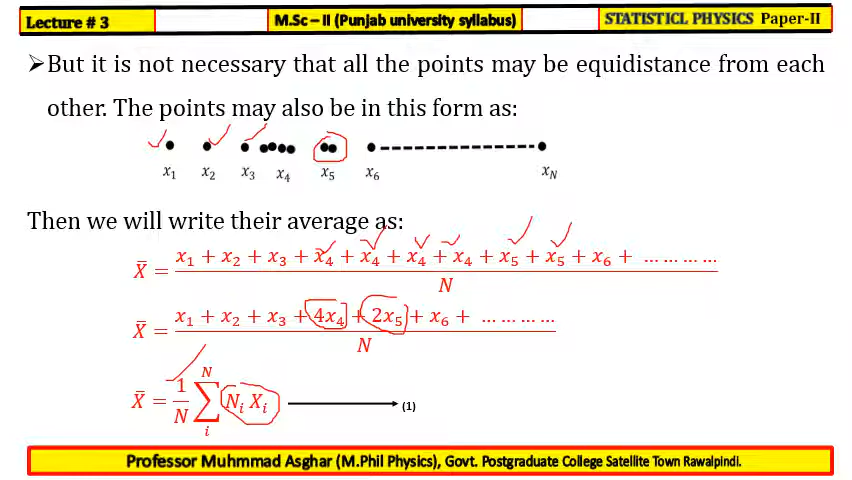 Lecture # 3
M.Sc – II (Punjab university syllabus)
STATISTICL PHYSICS Paper-II
➤But it is not necessary that all the points may be equidistance from each
other. The points may also be in this form as:
x₁ x₂ x₃ x₄ x₅ x₆ x_N
Then we will write their average as:
X̄ = (x₁ + x₂ + x₃ + x₄ + x₄ + x₄ + x₄ + x₅ + x₅ + x₆ + … … … …) / N
X̄ = (x₁ + x₂ + x₃ + 4x₄ + 2x₅ + x₆ + … … … …) / N
X̄ = 1/N ∑_i^N N_i X_i (1)
Professor Muhmmad Asghar (M.Phil Physics), Govt. Postgraduate College Satellite Town Rawalpindi.